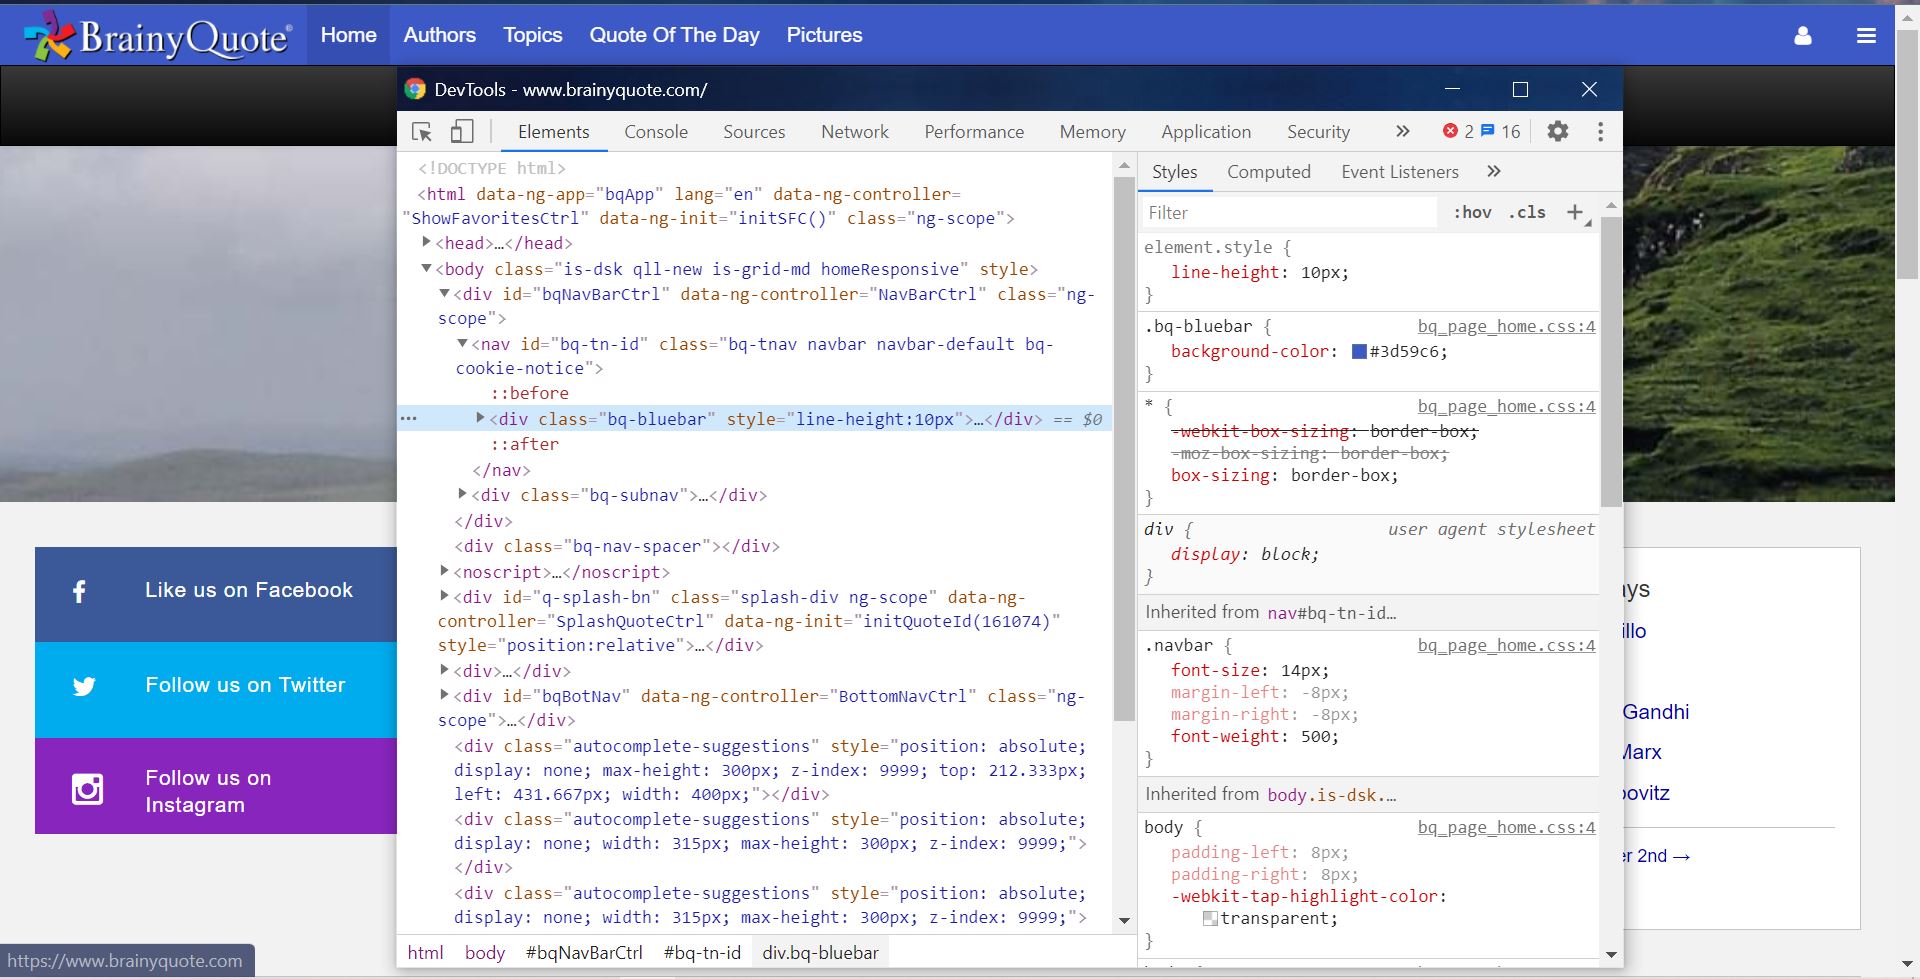 BrainyQuote® Home Authors Topics Quote Of The Day Pictures
DevTools - www.brainyquote.com/
Elements Console Sources Network Performance Memory Application Security » 2 16
<!DOCTYPE html>
<html data-ng-app="bqApp" lang="en" data-ng-controller=
"ShowFavoritesCtrl" data-ng-init="initSFC()" class="ng-scope">
<head>…</head>
<body class="is-dsk qll-new is-grid-md homeResponsive" style>
<div id="bqNavBarCtrl" data-ng-controller="NavBarCtrl" class="ng-
scope">
<nav id="bq-tn-id" class="bq-tnav navbar navbar-default bq-
cookie-notice">
::before
<div class="bq-bluebar" style="line-height:10px">…</div> == $0
::after
</nav>
<div class="bq-subnav">…</div>
</div>
<div class="bq-nav-spacer"></div>
<noscript>…</noscript>
<div id="q-splash-bn" class="splash-div ng-scope" data-ng-
controller="SplashQuoteCtrl" data-ng-init="initQuoteId(161074)"
style="position:relative">…</div>
<div>…</div>
<div id="bqBotNav" data-ng-controller="BottomNavCtrl" class="ng-
scope">…</div>
<div class="autocomplete-suggestions" style="position: absolute;
display: none; max-height: 300px; z-index: 9999; top: 212.333px;
left: 431.667px; width: 400px;"></div>
<div class="autocomplete-suggestions" style="position: absolute;
display: none; width: 315px; max-height: 300px; z-index: 9999;">
</div>
<div class="autocomplete-suggestions" style="position: absolute;
display: none; width: 315px; max-height: 300px; z-index: 9999;">
html body #bqNavBarCtrl #bq-tn-id div.bq-bluebar
Styles Computed Event Listeners »
Filter :hov .cls +
element.style {
line-height: 10px;
}
.bq-bluebar { bq_page_home.css:4
background-color: #3d59c6;
}
* { bq_page_home.css:4
-webkit-box-sizing: border-box;
-moz-box-sizing: border-box;
box-sizing: border-box;
}
div { user agent stylesheet
display: block;
}
Inherited from nav#bq-tn-id…
.navbar { bq_page_home.css:4
font-size: 14px;
margin-left: -8px;
margin-right: -8px;
font-weight: 500;
}
Inherited from body.is-dsk.…
body { bq_page_home.css:4
padding-left: 8px;
padding-right: 8px;
-webkit-tap-highlight-color:
transparent;
}
Like us on Facebook
Follow us on Twitter
Follow us on
Instagram
ays
illo
Gandhi
Marx
ovitz
er 2nd →
https://www.brainyquote.com